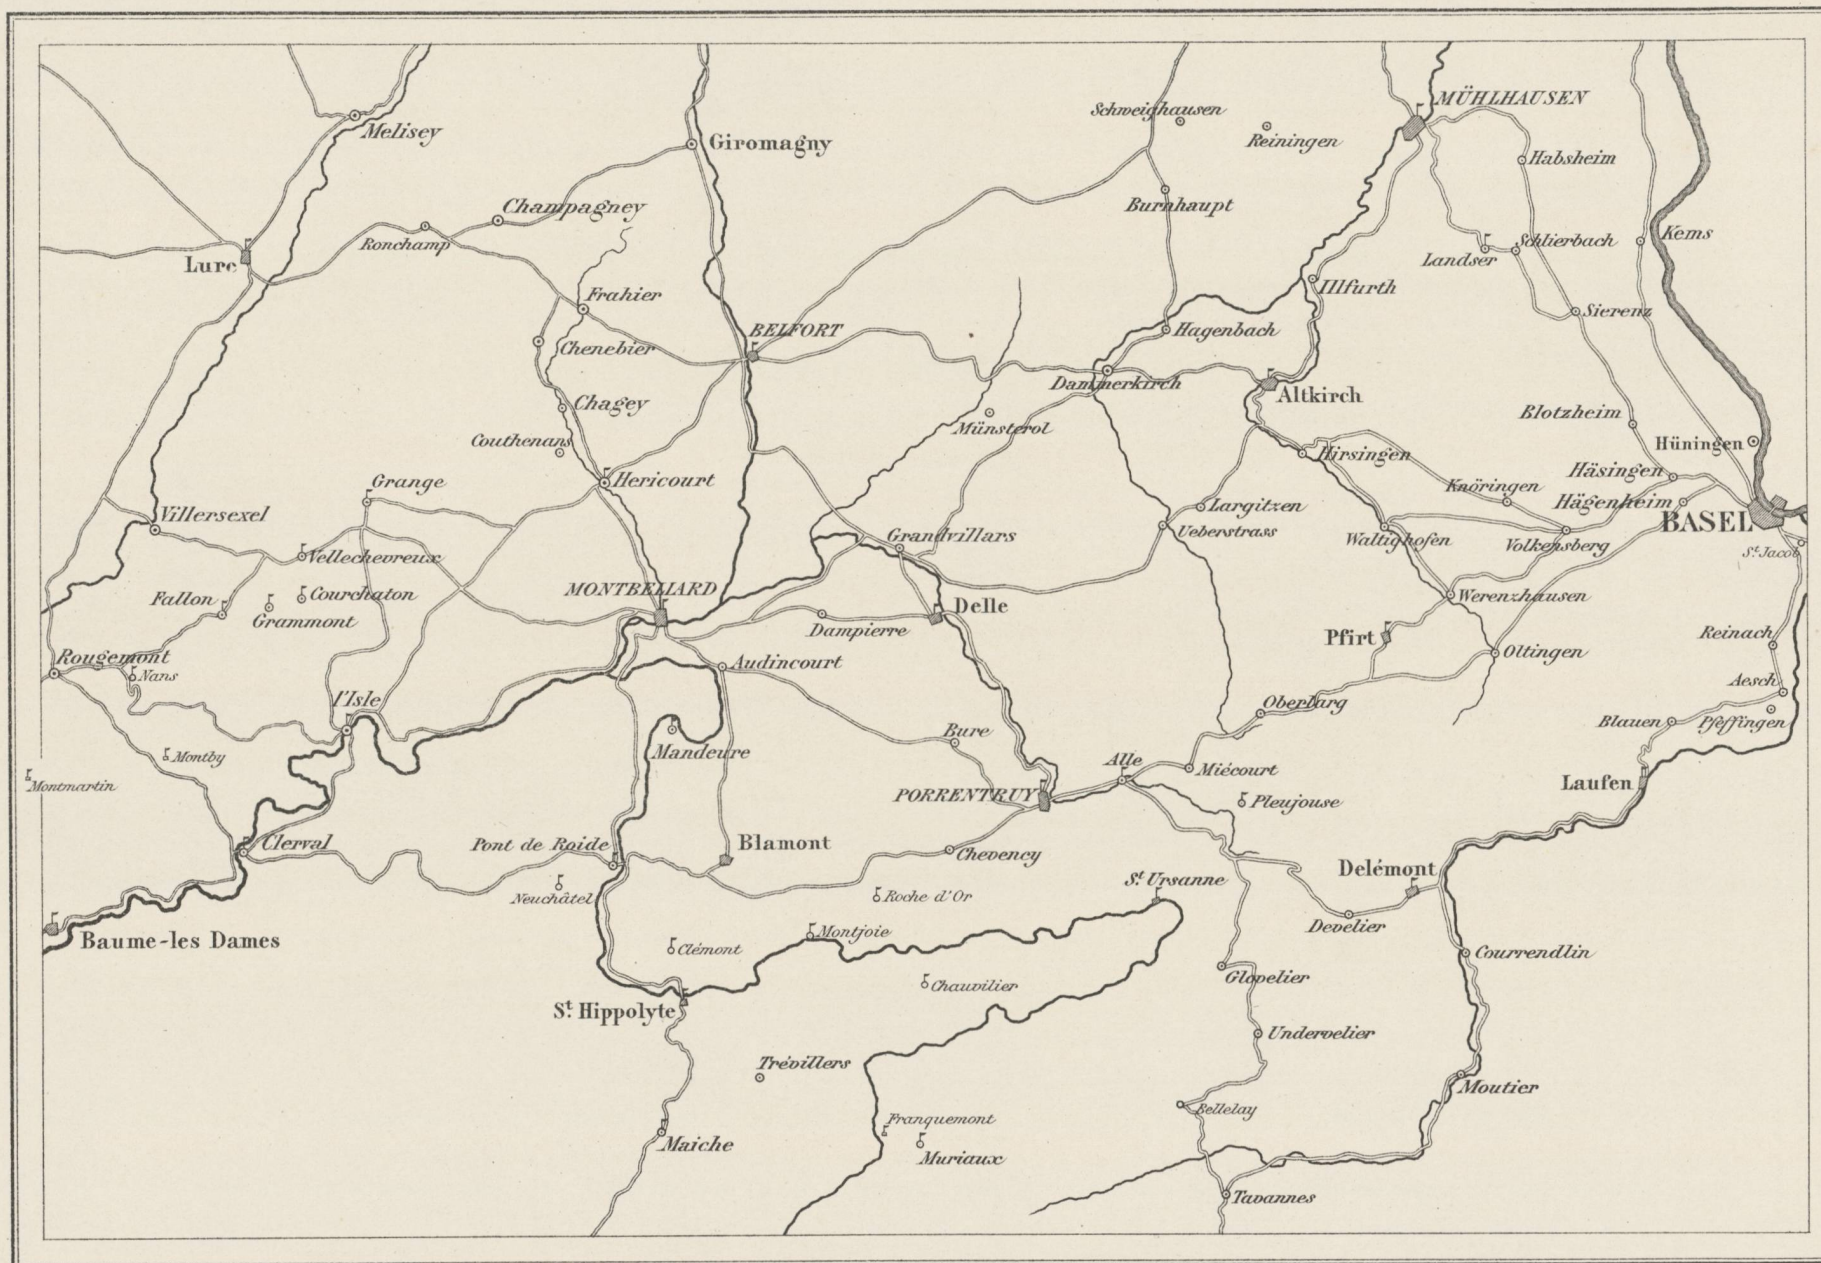 MÜHLHAUSEN
Schweighausen
Melisey
Giromagny
Reiningen
Habsheim
Champagney
Burnhaupt
Ronchamp
Kems
Schlierbach
Lure
Landser
Frahier
Illfurth
Sierenz
BELFORT
Hagenbach
Chenebier
Dammerkirch
Altkirch
Chagey
Blotzheim
Münsterol
Couthenans
Hüningen
Hirsingen
Häsingen
Grange
Hericourt
Knöringen
Hägenheim
Villersexel
Largitzen
BASEL
Grandvillars
Ueberstrass
Waltighofen
Volkensberg
St. Jacob
Vellechevreux
MONTBELIARD
Fallon
Courchaton
Werenzhausen
Grammont
Delle
Dampierre
Pfirt
Reinach
Rougemont
Audincourt
Oltingen
Nans
Aesch
l'Isle
Oberlarg
Blauen
Pfeffingen
Bure
Mandeure
Montby
Alle
Miécourt
Montmartin
PORRENTRUY
Laufen
Pleujouse
Clerval
Pont de Roide
Blamont
Chevency
Delémont
St. Ursanne
Neuchâtel
Roche d'Or
Develier
Baume-les Dames
Montjoie
Clémont
Courrendlin
Glovelier
Chauvilier
St. Hippolyte
Undervelier
Trévillers
Moutier
Bellelay
Franquemont
Maiche
Muriaux
Tavannes